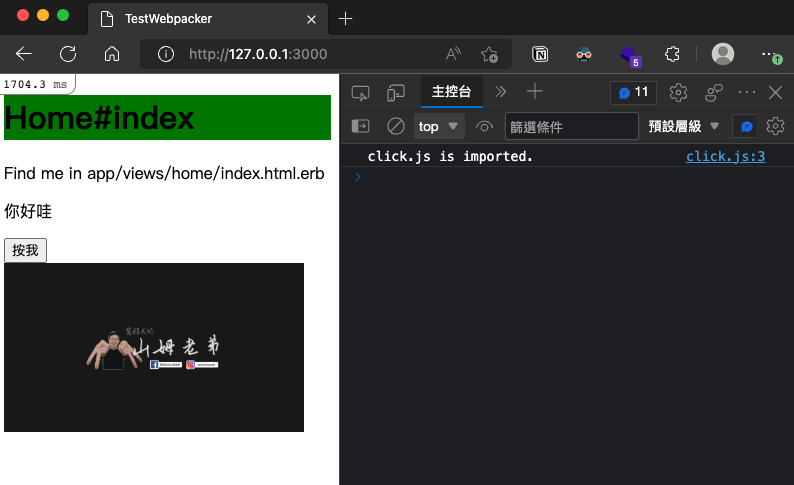 TestWebpacker
http://127.0.0.1:3000
5
1704.3 ms
主控台
11
Home#index
top
篩選條件
預設層級
click.js is imported.
click.js:3
Find me in app/views/home/index.html.erb
你好哇
按我
山姆老弟